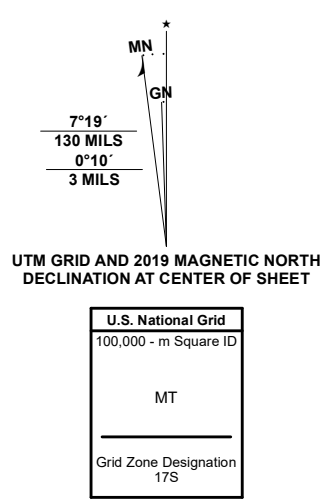 MN
GN
7°19´
130 MILS
0°10´
3 MILS
UTM GRID AND 2019 MAGNETIC NORTH
DECLINATION AT CENTER OF SHEET
U.S. National Grid
100,000 - m Square ID
MT
Grid Zone Designation
17S